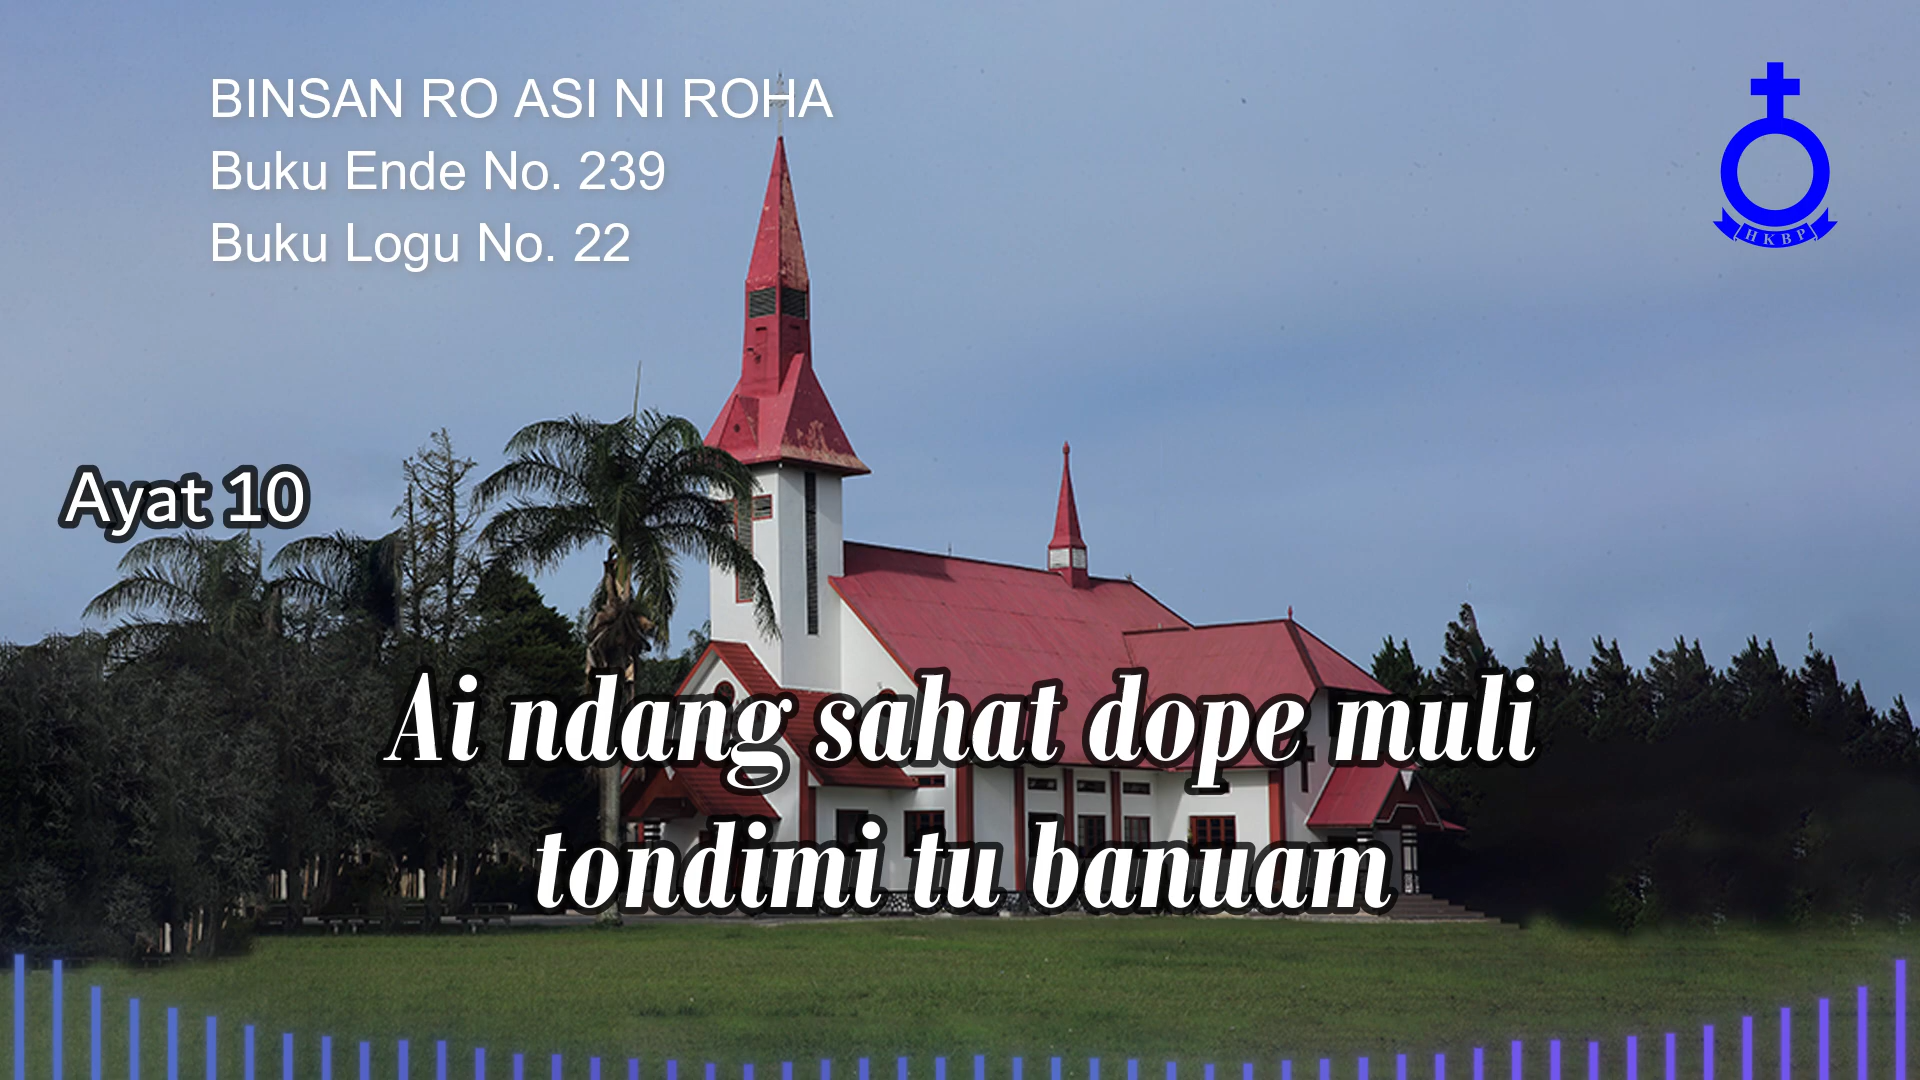 BINSAN RO ASI NI ROHA
Buku Ende No. 239
Buku Logu No. 22
HKBP
Ayat 10
Ai ndang sahat dope muli
tondimi tu banuam